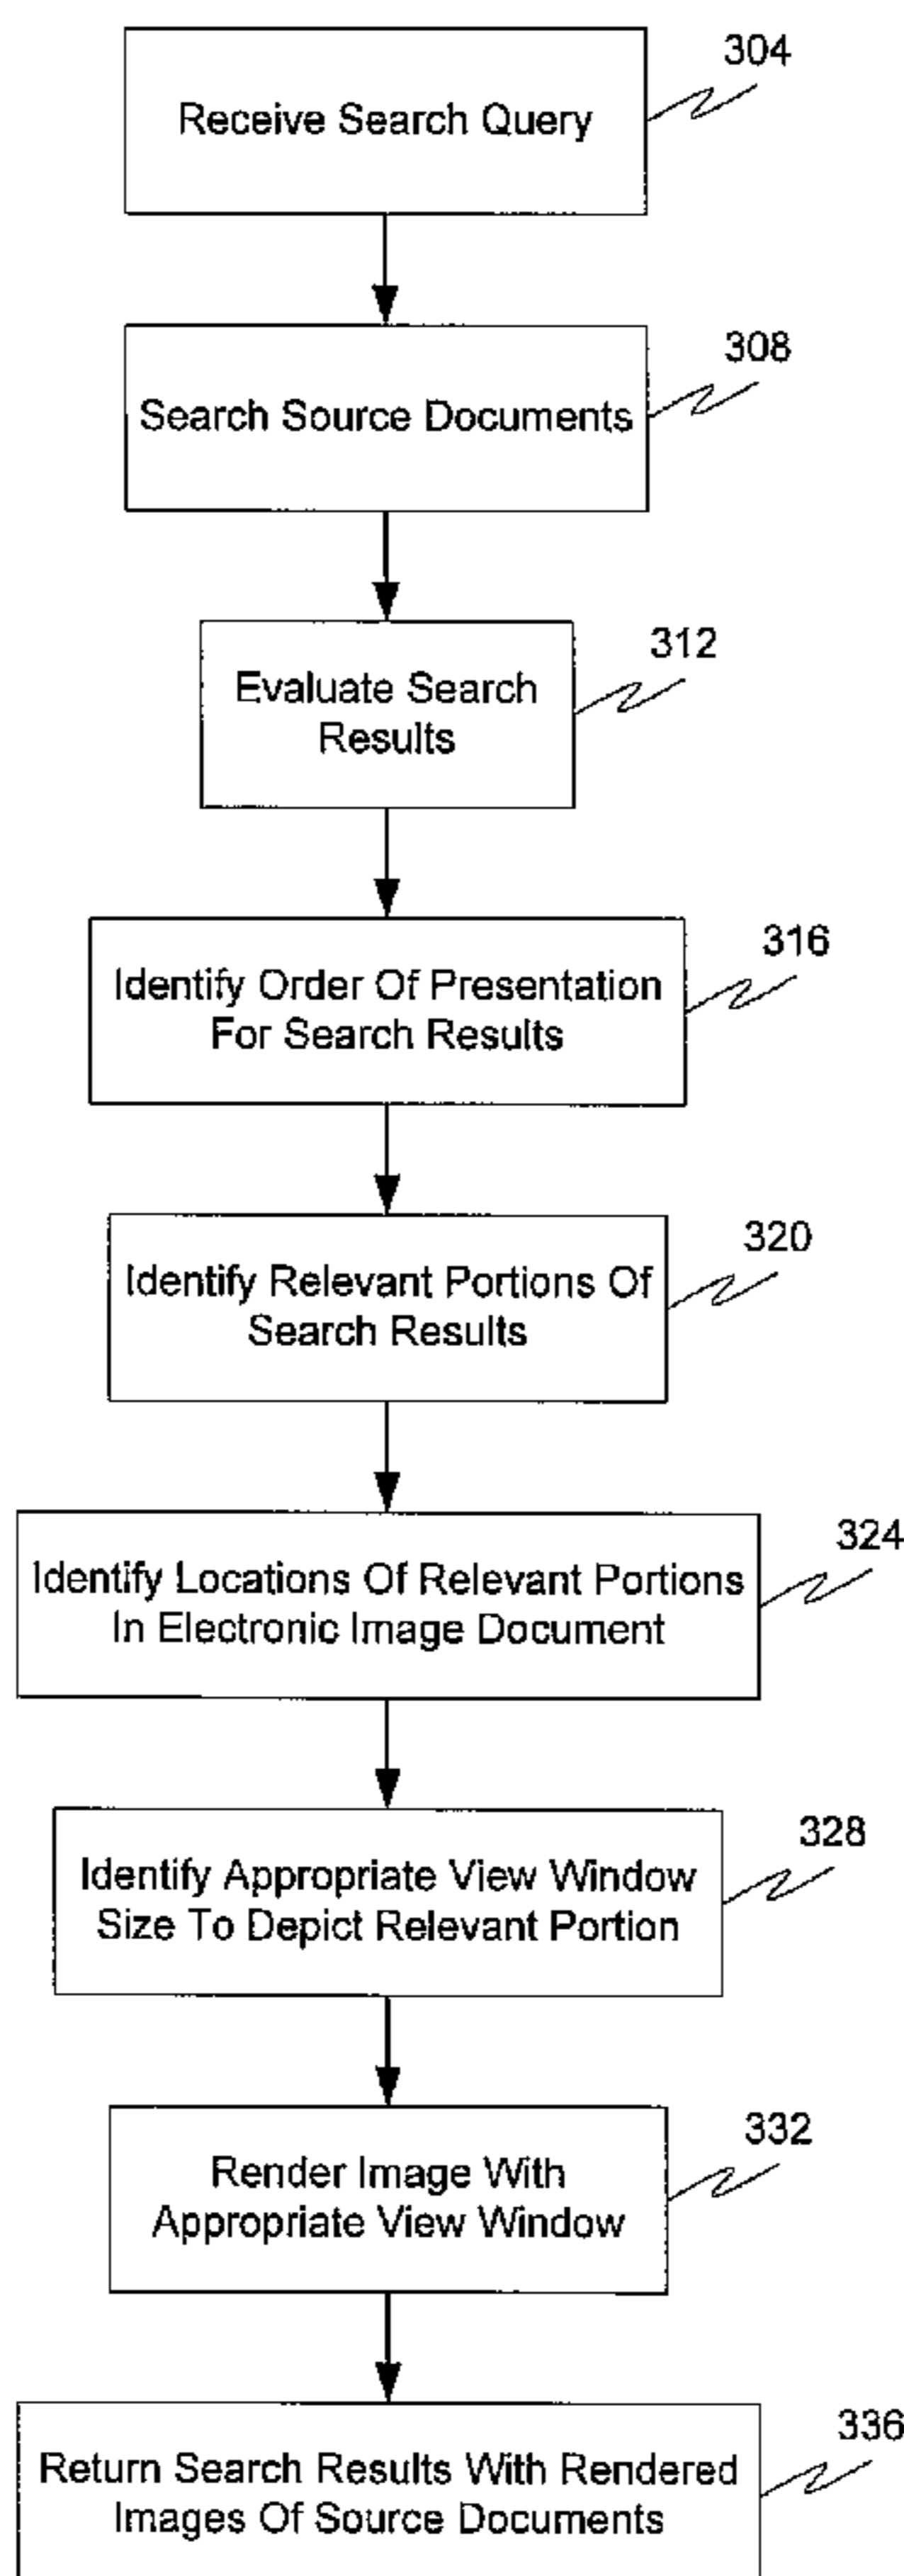 304
Receive Search Query
308
Search Source Documents
312
Evaluate Search
Results
316
Identify Order Of Presentation
For Search Results
320
Identify Relevant Portions Of
Search Results
324
Identify Locations Of Relevant Portions
In Electronic Image Document
328
Identify Appropriate View Window
Size To Depict Relevant Portion
332
Render Image With
Appropriate View Window
336
Return Search Results With Rendered
Images Of Source Documents